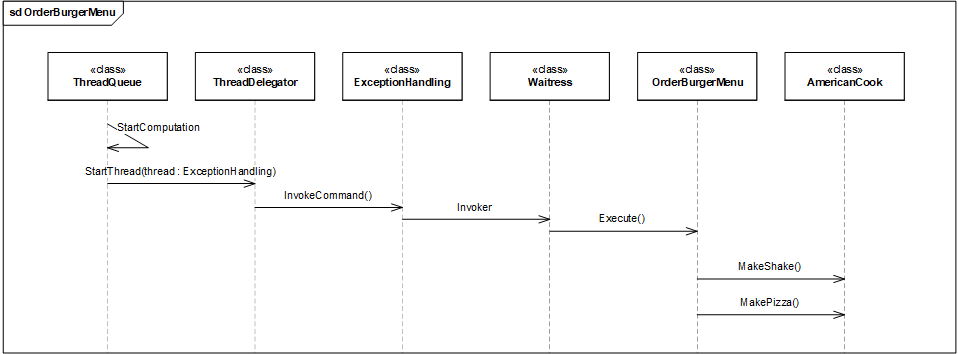 sd OrderBurgerMenu
«class»
ThreadQueue
«class»
ThreadDelegator
«class»
ExceptionHandling
«class»
Waitress
«class»
OrderBurgerMenu
«class»
AmericanCook
StartComputation
StartThread(thread : ExceptionHandling)
InvokeCommand()
Invoker
Execute()
MakeShake()
MakePizza()